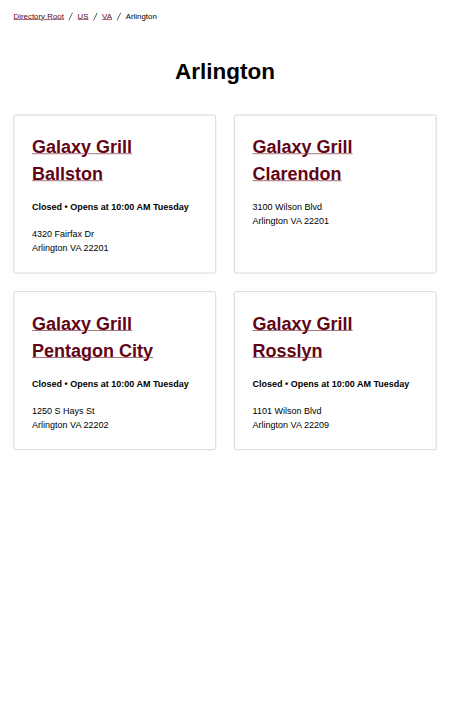 Directory Root / US / VA / Arlington
Arlington
Galaxy Grill
Ballston
Closed • Opens at 10:00 AM Tuesday
4320 Fairfax Dr
Arlington VA 22201
Galaxy Grill
Clarendon
3100 Wilson Blvd
Arlington VA 22201
Galaxy Grill
Pentagon City
Closed • Opens at 10:00 AM Tuesday
1250 S Hays St
Arlington VA 22202
Galaxy Grill
Rosslyn
Closed • Opens at 10:00 AM Tuesday
1101 Wilson Blvd
Arlington VA 22209